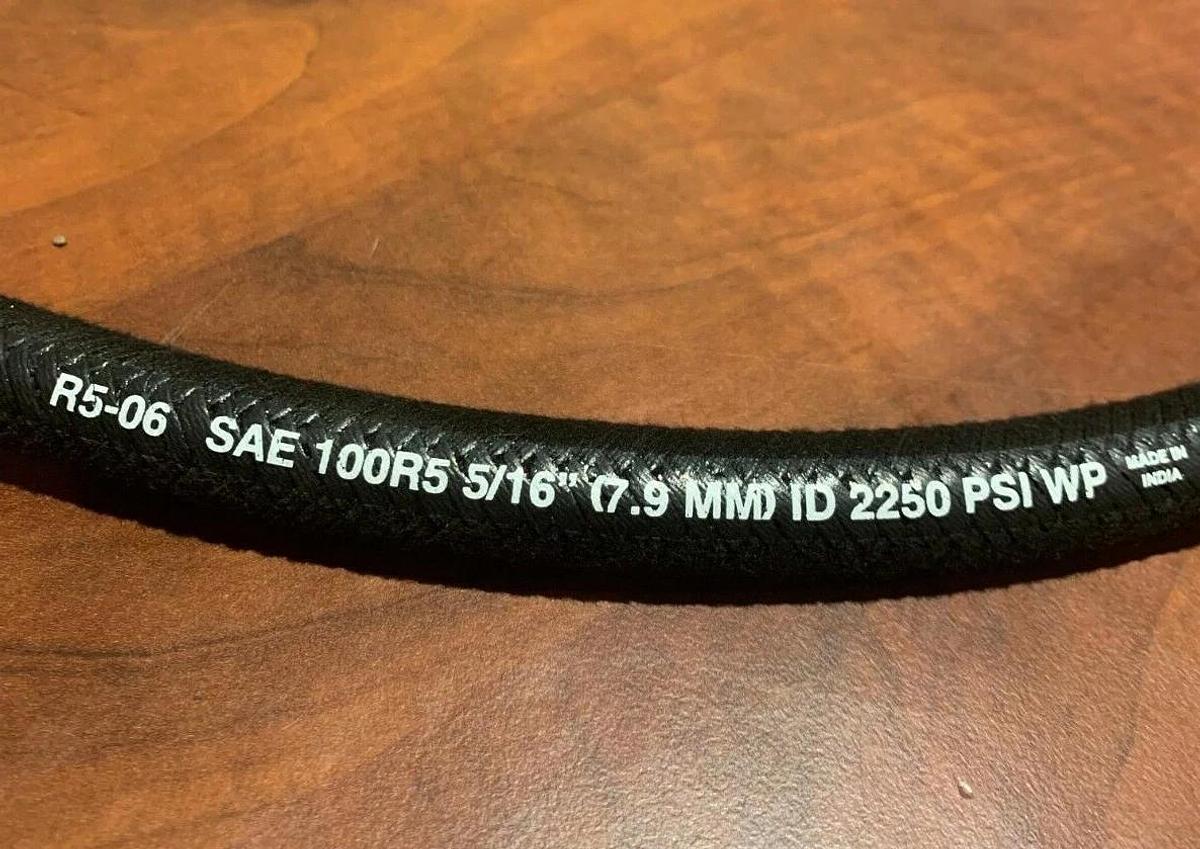 R5-06 SAE 100R5 5/16" (7.9 MM) ID 2250 PSI WP
MADE IN
INDIA